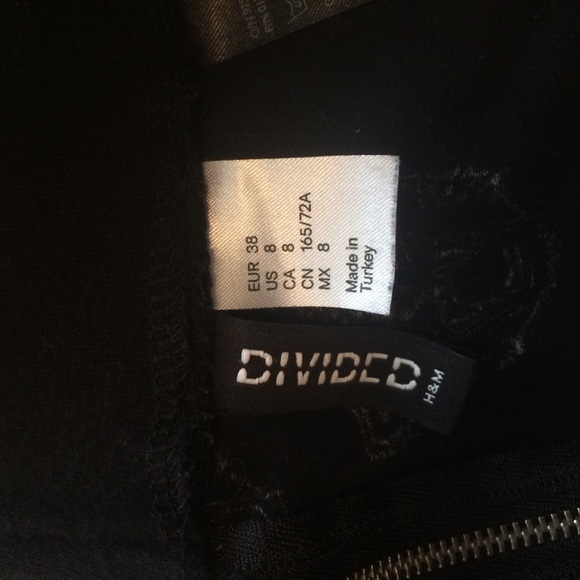 EUR 38
US 8
CA 8
CN 165/72A
MX 8
Made in
Turkey
DIVIDED
H&M